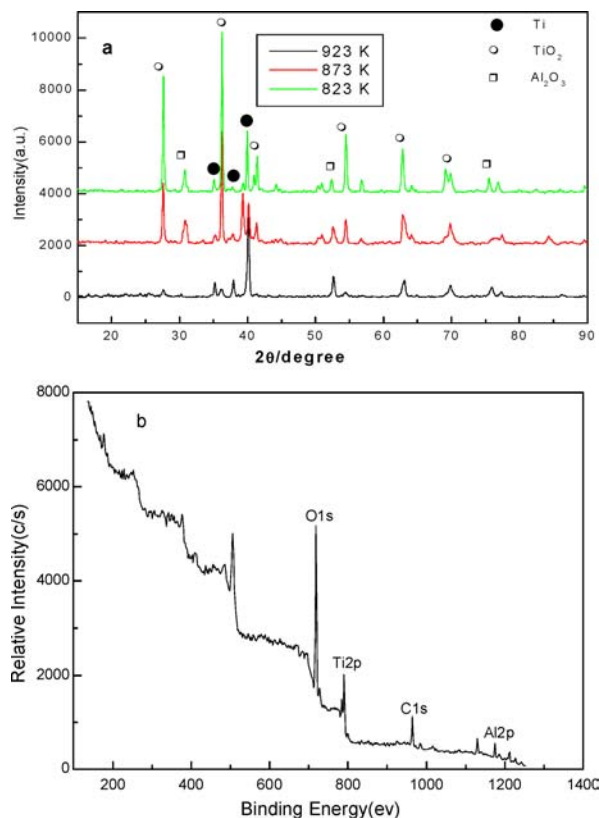 a
923 K
873 K
823 K
Ti
TiO2
Al2O3
10000
8000
6000
4000
2000
0
Intensity(a.u.)
20 30 40 50 60 70 80 90
2θ/degree
b
8000
6000
4000
2000
0
Relative Intensity(c/s)
O1s
Ti2p
C1s
Al2p
200 400 600 800 1000 1200 1400
Binding Energy(ev)